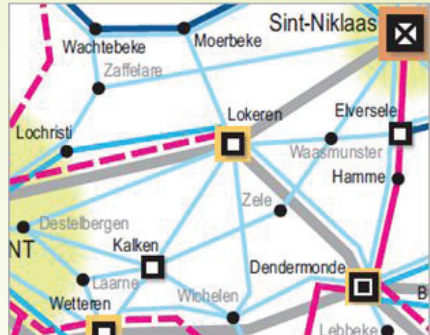 Sint-Niklaas
Wachtebeke
Moerbeke
Zaffelare
Lokeren
Elversele
Lochristi
Waasmunster
Hamme
Zele
Destelbergen
NT
Kalken
Dendermonde
Laarne
Wichelen
B
Wetteren
Lebbeke